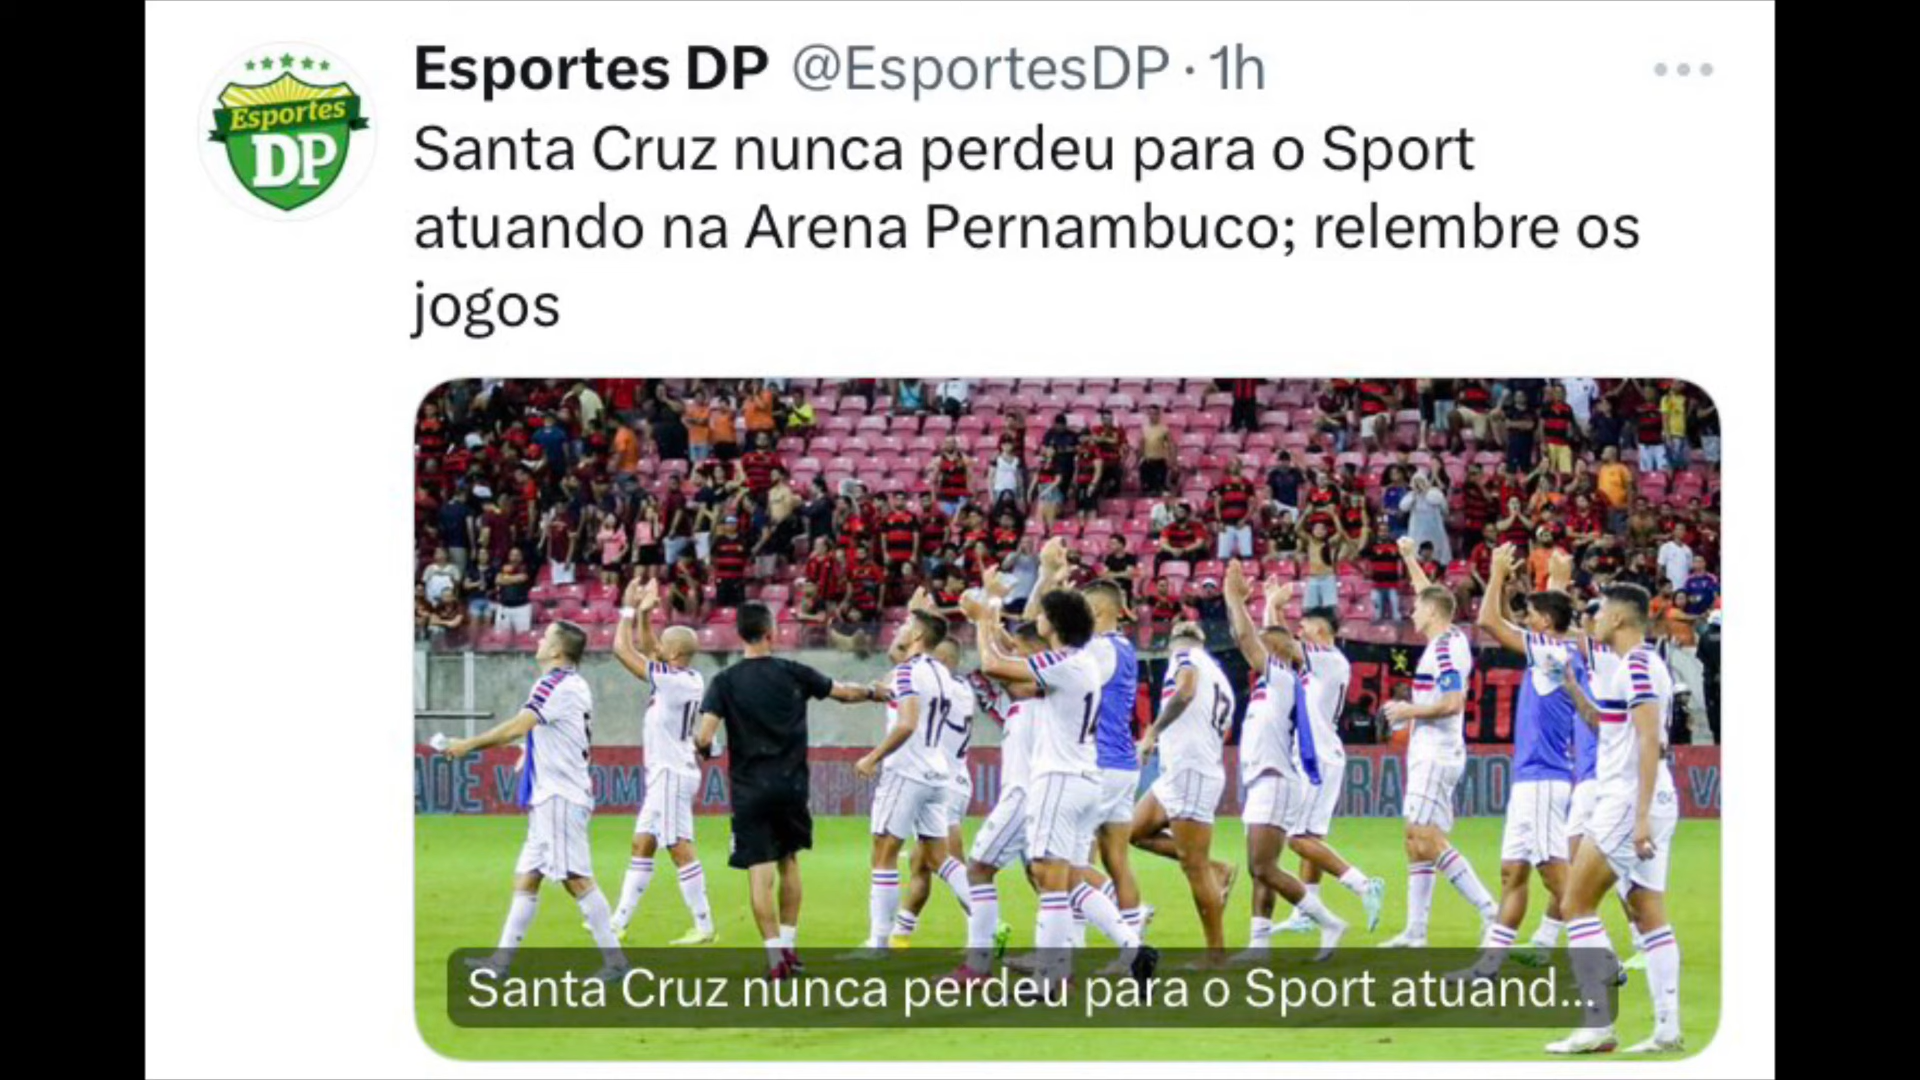 Esportes DP @EsportesDP · 1h
Esportes
DP
Santa Cruz nunca perdeu para o Sport
atuando na Arena Pernambuco; relembre os
jogos
17
Santa Cruz nunca perdeu para o Sport atuand...